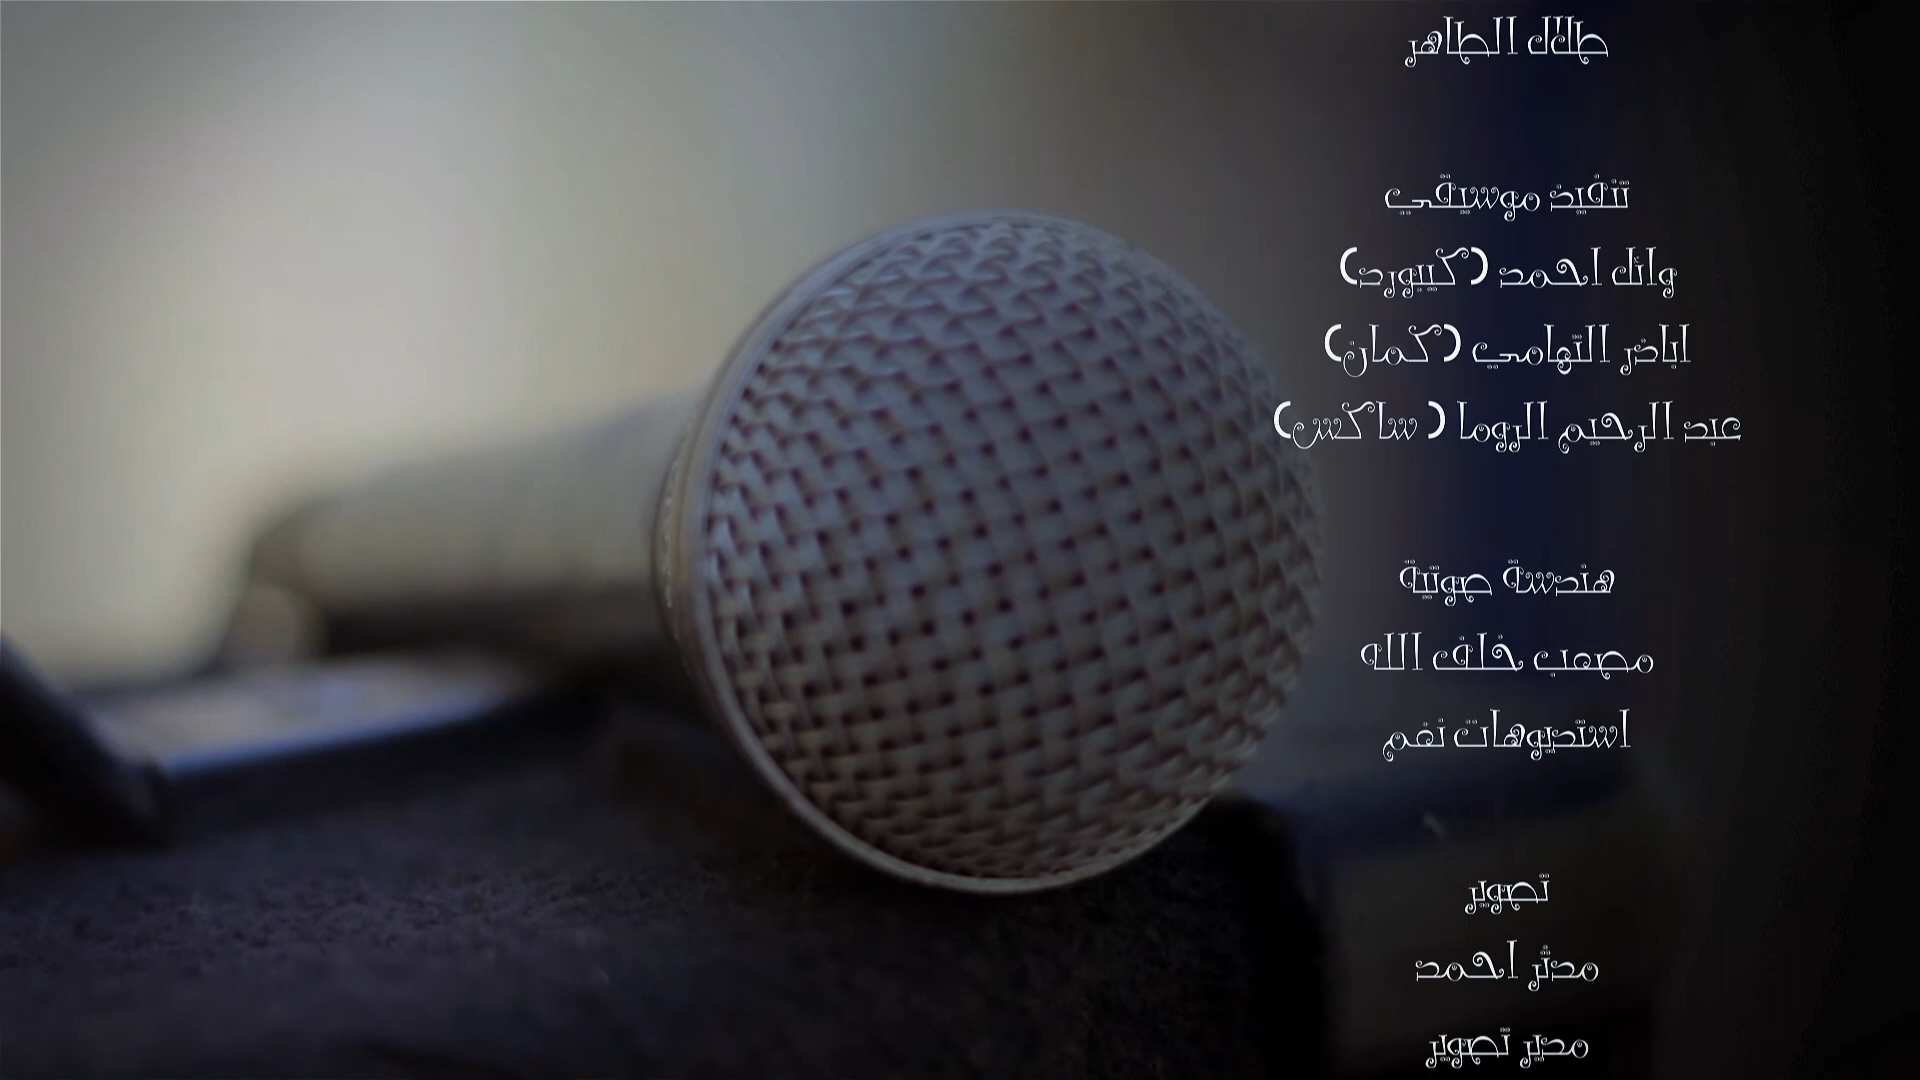 طلال الطاهر
تنفيذ موسيقي
وائل احمد (كيبورد)
اباذر التهامي (كمان)
عبد الرحيم الروما ( ساكس)
هندسة صوتية
مصعب خلف الله
استديوهات نغم
تصوير
مدثر احمد
مدير تصوير